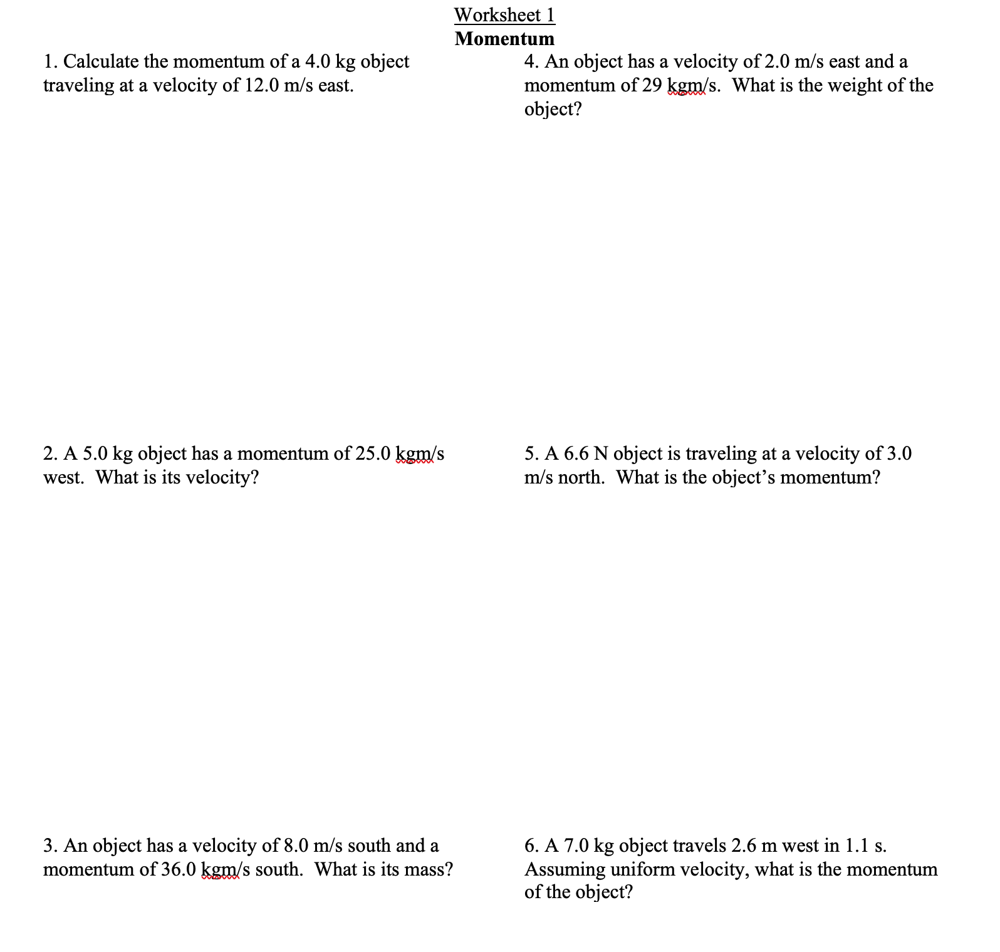 Worksheet 1
Momentum
1. Calculate the momentum of a 4.0 kg object
traveling at a velocity of 12.0 m/s east.
2. A 5.0 kg object has a momentum of 25.0 kgm/s
west.  What is its velocity?
3. An object has a velocity of 8.0 m/s south and a
momentum of 36.0 kgm/s south.  What is its mass?
4. An object has a velocity of 2.0 m/s east and a
momentum of 29 kgm/s.  What is the weight of the
object?
5. A 6.6 N object is traveling at a velocity of 3.0
m/s north.  What is the object’s momentum?
6. A 7.0 kg object travels 2.6 m west in 1.1 s.
Assuming uniform velocity, what is the momentum
of the object?